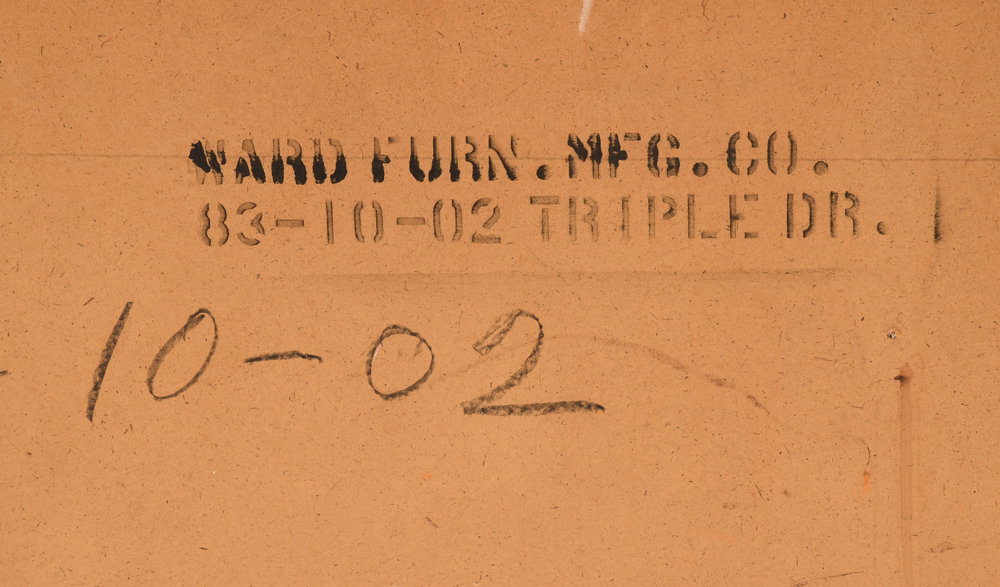 WARD FURN. MFG. CO.
83-10-02 TRIPLE DR.
- 10-02